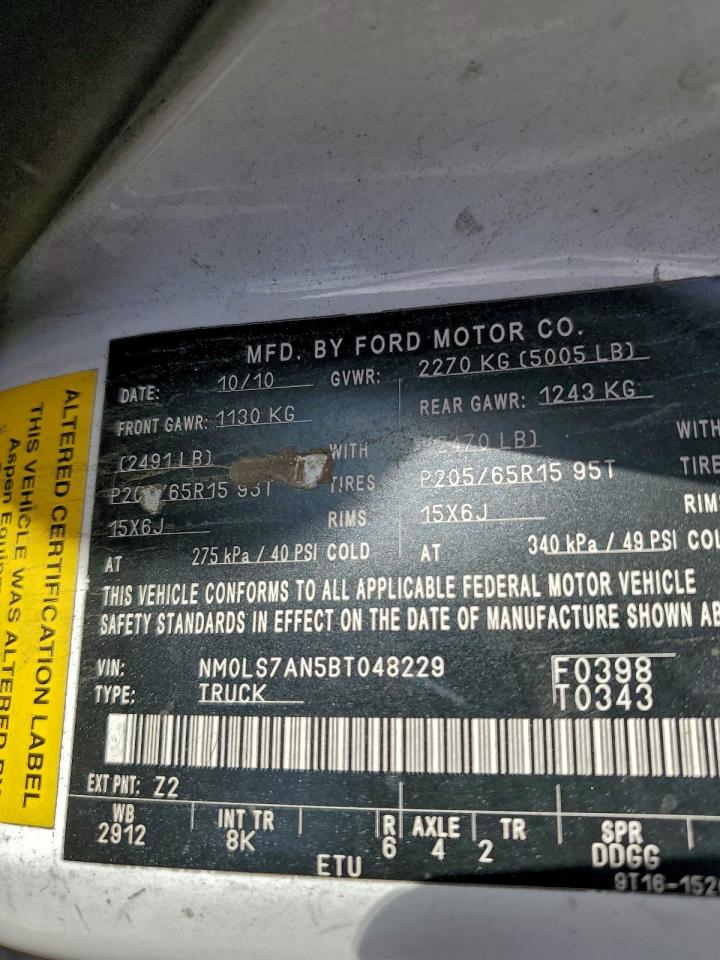 MFD. BY FORD MOTOR CO.
DATE: 10/10 GVWR: 2270 KG (5005 LB)
FRONT GAWR: 1130 KG REAR GAWR: 1243 KG
(2491 LB) WITH LB) WITH
/65R15 TIRES P205/65R15 95T TIRE
15X6J RIMS 15X6J RIM
AT 275 kPa / 40 PSI COLD AT 340 kPa / 49 PSI COL
THIS VEHICLE CONFORMS TO ALL APPLICABLE FEDERAL MOTOR VEHICLE
SAFETY STANDARDS IN EFFECT ON THE DATE OF MANUFACTURE SHOWN AB
VIN: NM0LS7AN5BT048229 F0398
TYPE: TRUCK T0343
EXT PNT: Z2
WB INT TR R AXLE TR SPR
2912 8K 6 4 2 DDGG
ETU 9T16-152
ALTERED CERTIFICATION LABEL
THIS VEHICLE WAS ALTERED BY
Aspen